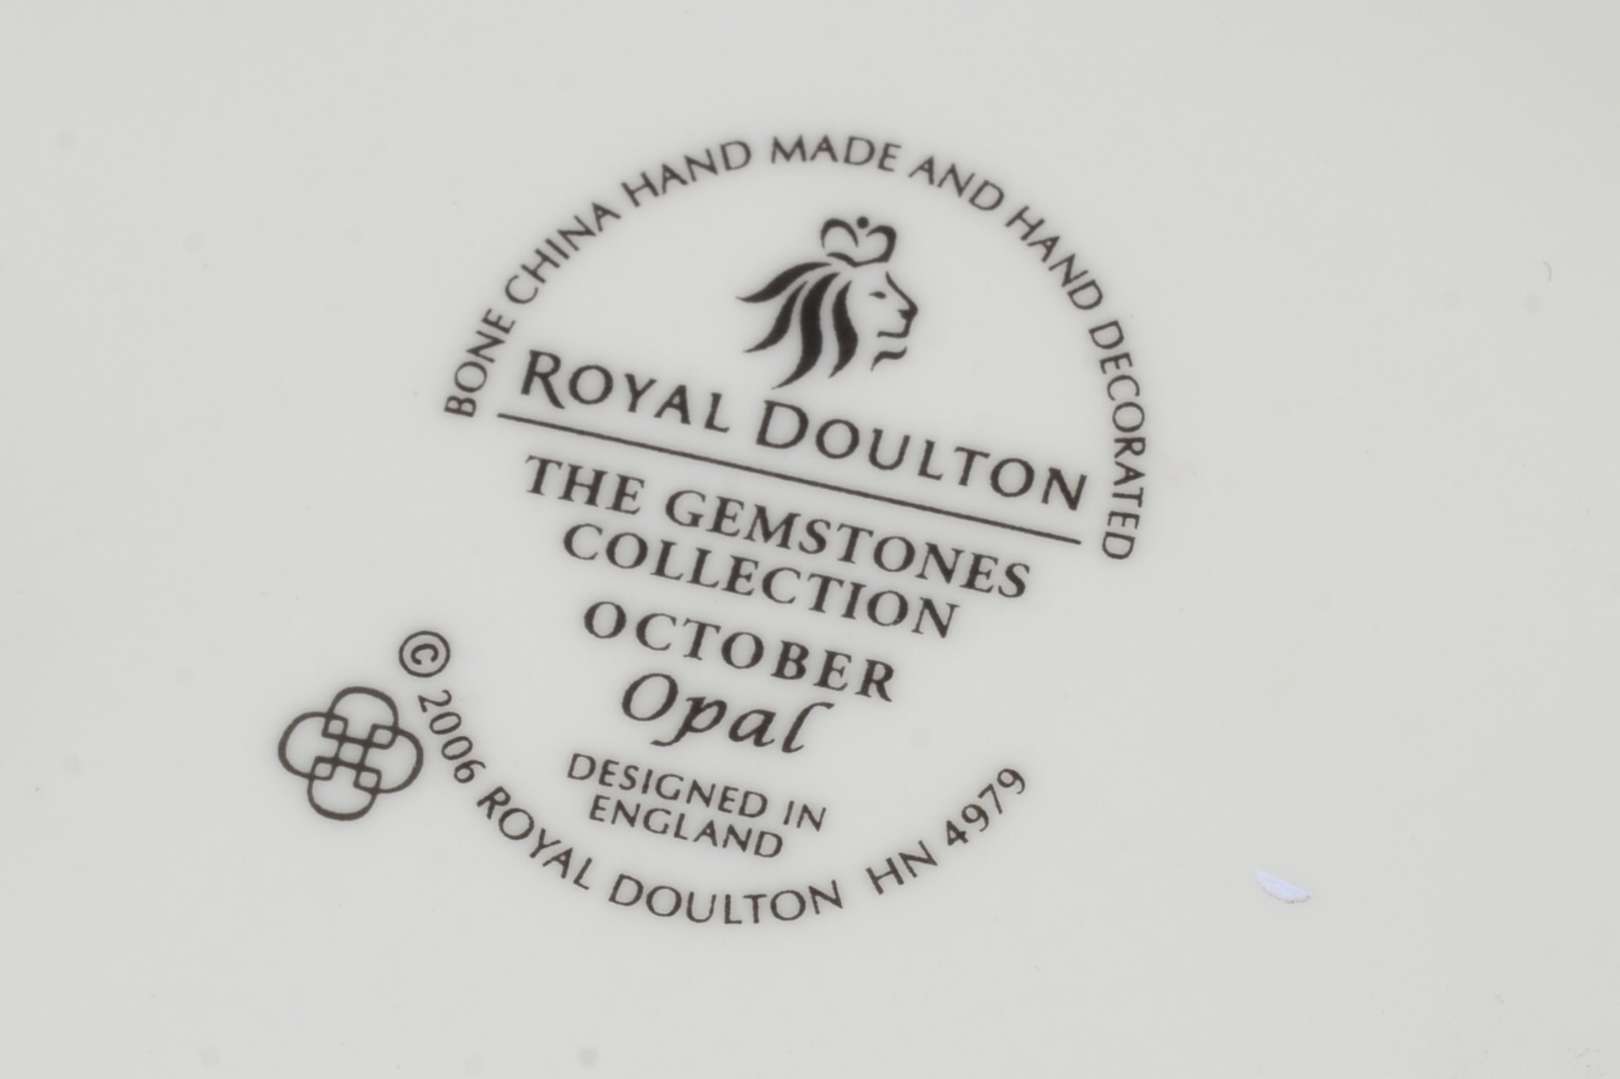 BONE CHINA HAND MADE AND HAND DECORATED
ROYAL DOULTON
THE GEMSTONES
COLLECTION
OCTOBER
Opal
DESIGNED IN
ENGLAND
© 2006 ROYAL DOULTON HN 4979